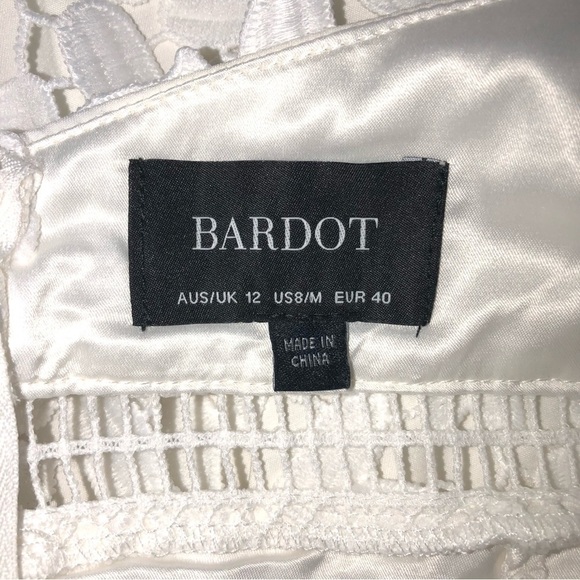 BARDOT
AUS/UK 12 US8/M EUR 40
MADE IN
CHINA